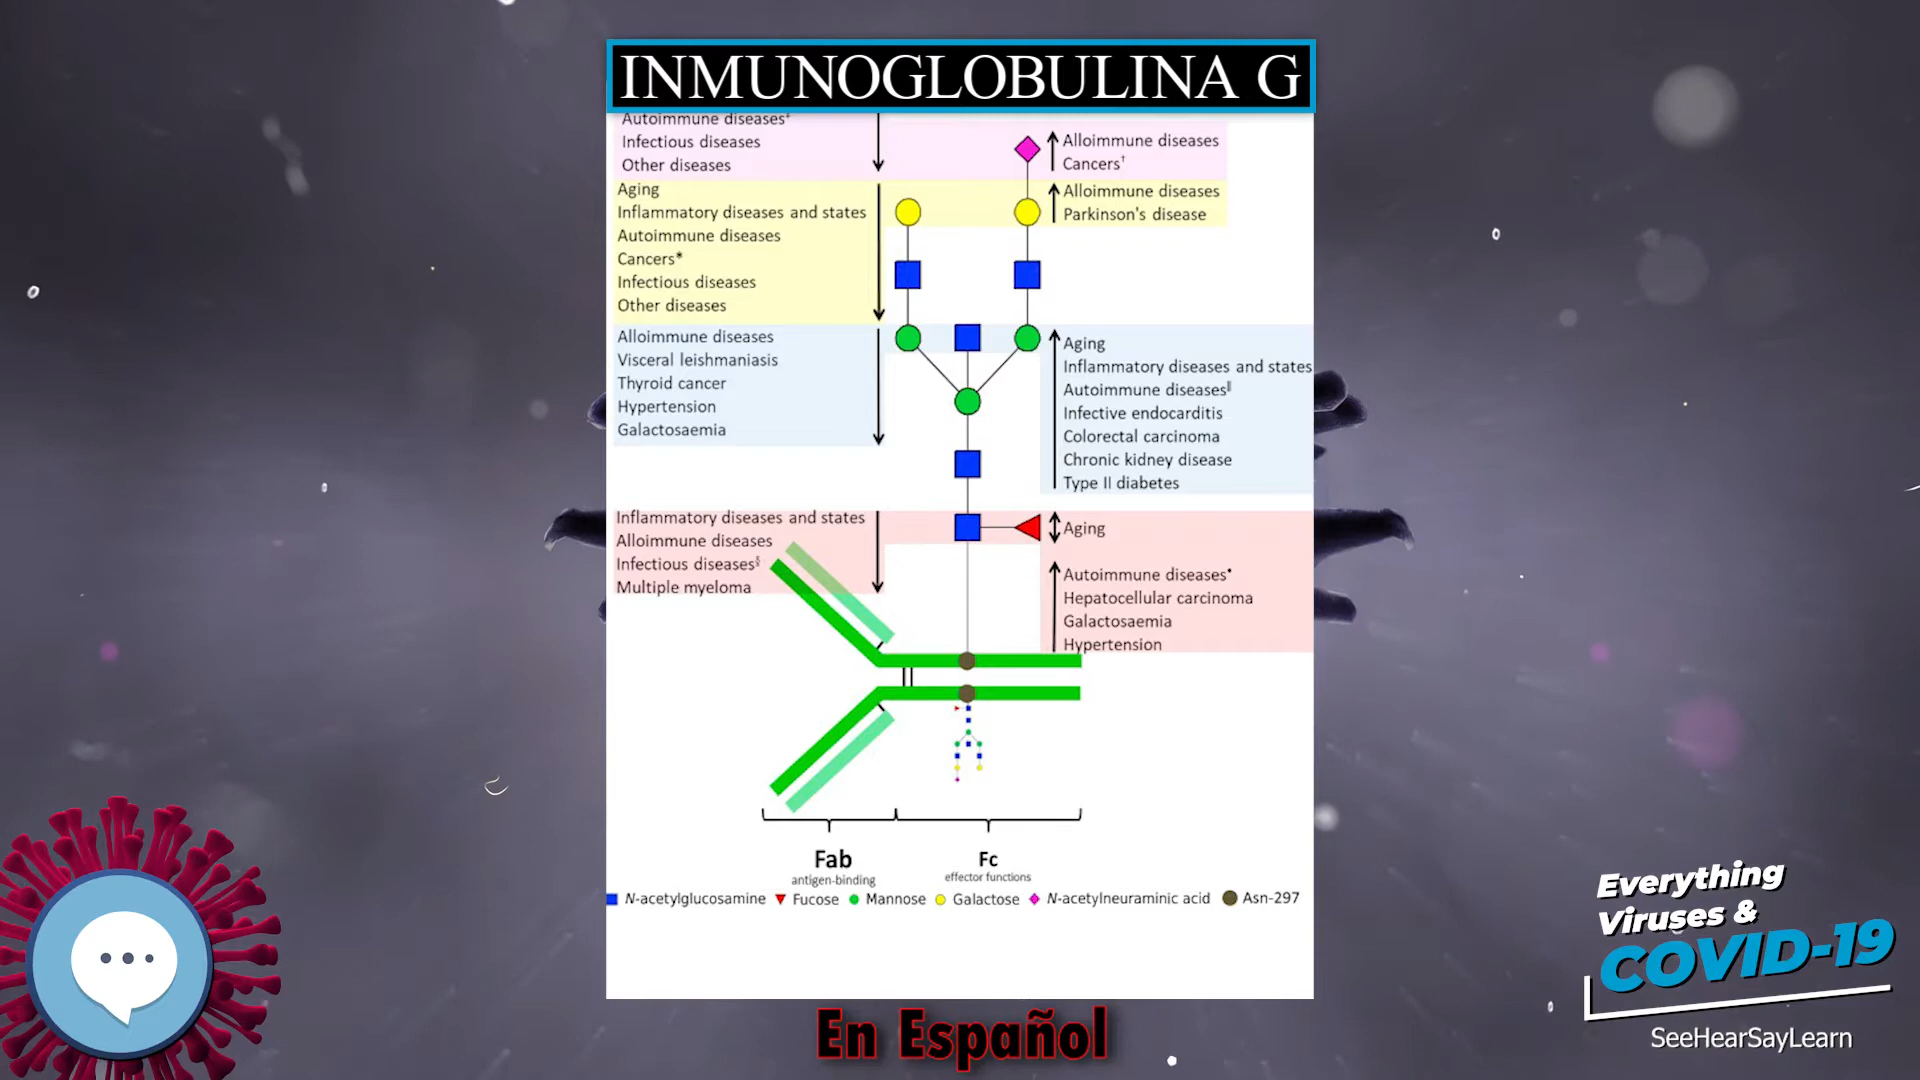 INMUNOGLOBULINA G
Autoimmune diseases⁺
Infectious diseases
Other diseases
Alloimmune diseases
Cancers†
Aging
Inflammatory diseases and states
Autoimmune diseases
Cancers*
Infectious diseases
Other diseases
Alloimmune diseases
Parkinson's disease
Alloimmune diseases
Visceral leishmaniasis
Thyroid cancer
Hypertension
Galactosaemia
Aging
Inflammatory diseases and states
Autoimmune diseases‖
Infective endocarditis
Colorectal carcinoma
Chronic kidney disease
Type II diabetes
Inflammatory diseases and states
Alloimmune diseases
Infectious diseases§
Multiple myeloma
Aging
Autoimmune diseases•
Hepatocellular carcinoma
Galactosaemia
Hypertension
Fab
antigen-binding
Fc
effector functions
N-acetylglucosamine Fucose Mannose Galactose N-acetylneuraminic acid Asn-297
En Español
Everything
Viruses &
COVID-19
SeeHearSayLearn